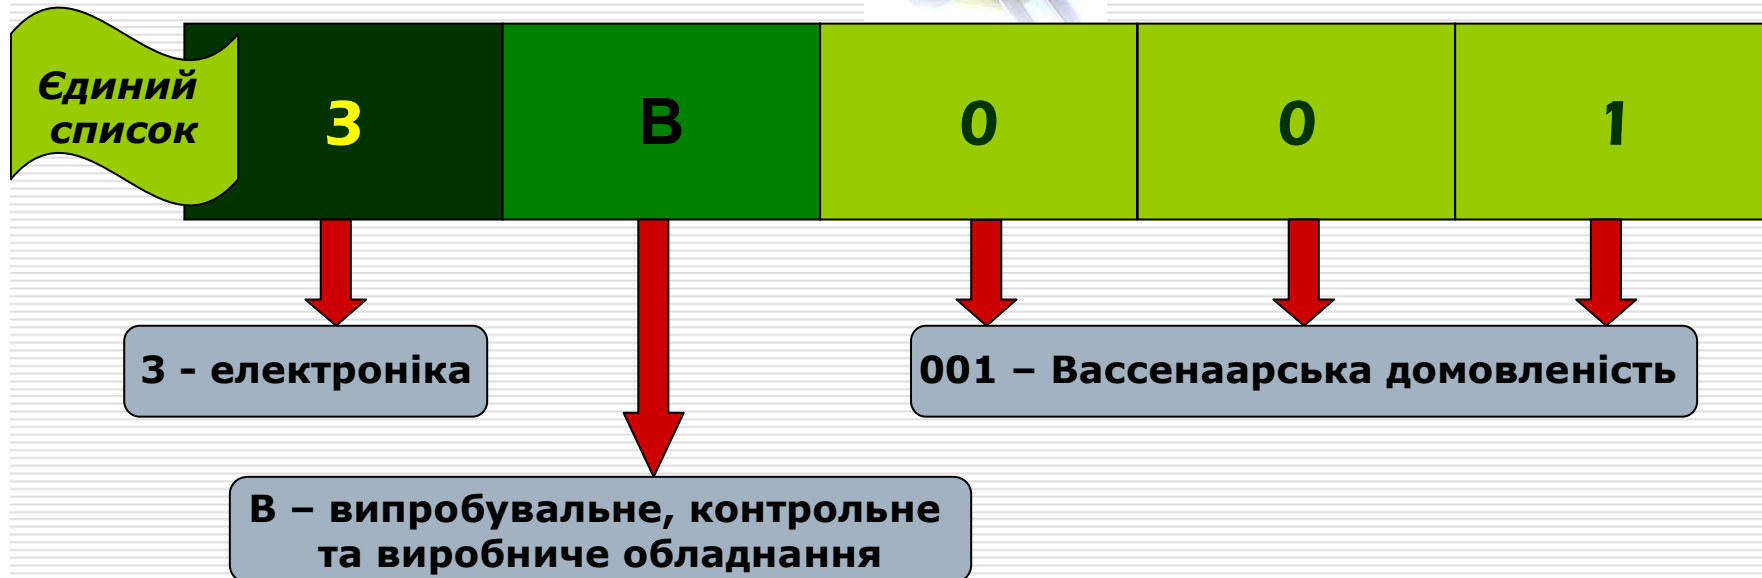 Єдиний
список
3
В
0
0
1
3 - електроніка
001 – Вассенаарська домовленість
В – випробувальне, контрольне
та виробниче обладнання